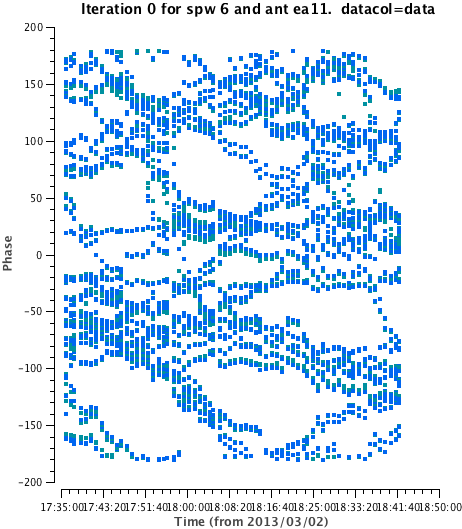 Iteration 0 for spw 6 and ant ea11.  datacol=data
200
150
100
50
0
−50
−100
−150
−200
Phase
17:35:00 17:43:20 17:51:40 18:00:00 18:08:20 18:16:40 18:25:00 18:33:20 18:41:40 18:50:00
Time (from 2013/03/02)